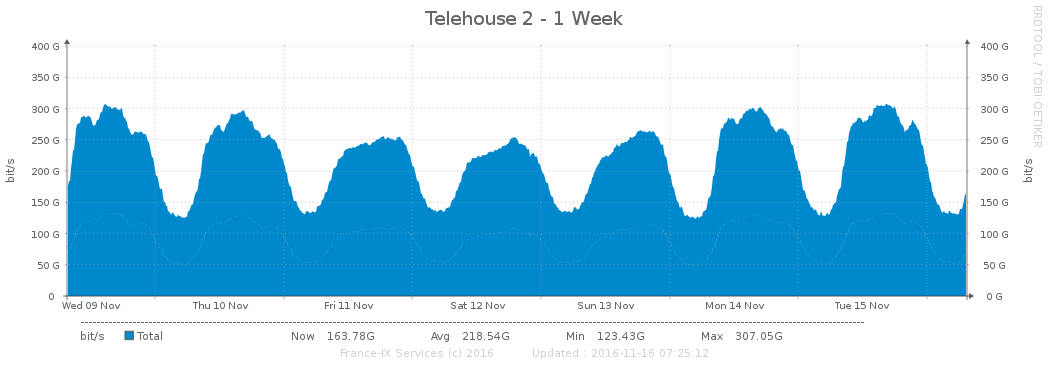 Telehouse 2 - 1 Week
RRDTOOL / TOBI OETIKER
bit/s
bit/s
400 G 400 G
350 G 350 G
300 G 300 G
250 G 250 G
200 G 200 G
150 G 150 G
100 G 100 G
50 G 50 G
0 0 G
Wed 09 Nov Thu 10 Nov Fri 11 Nov Sat 12 Nov Sun 13 Nov Mon 14 Nov Tue 15 Nov
bit/s Total Now 163.78G Avg 218.54G Min 123.43G Max 307.05G
France-IX Services (c) 2016 Updated : 2016-11-16 07:25:12